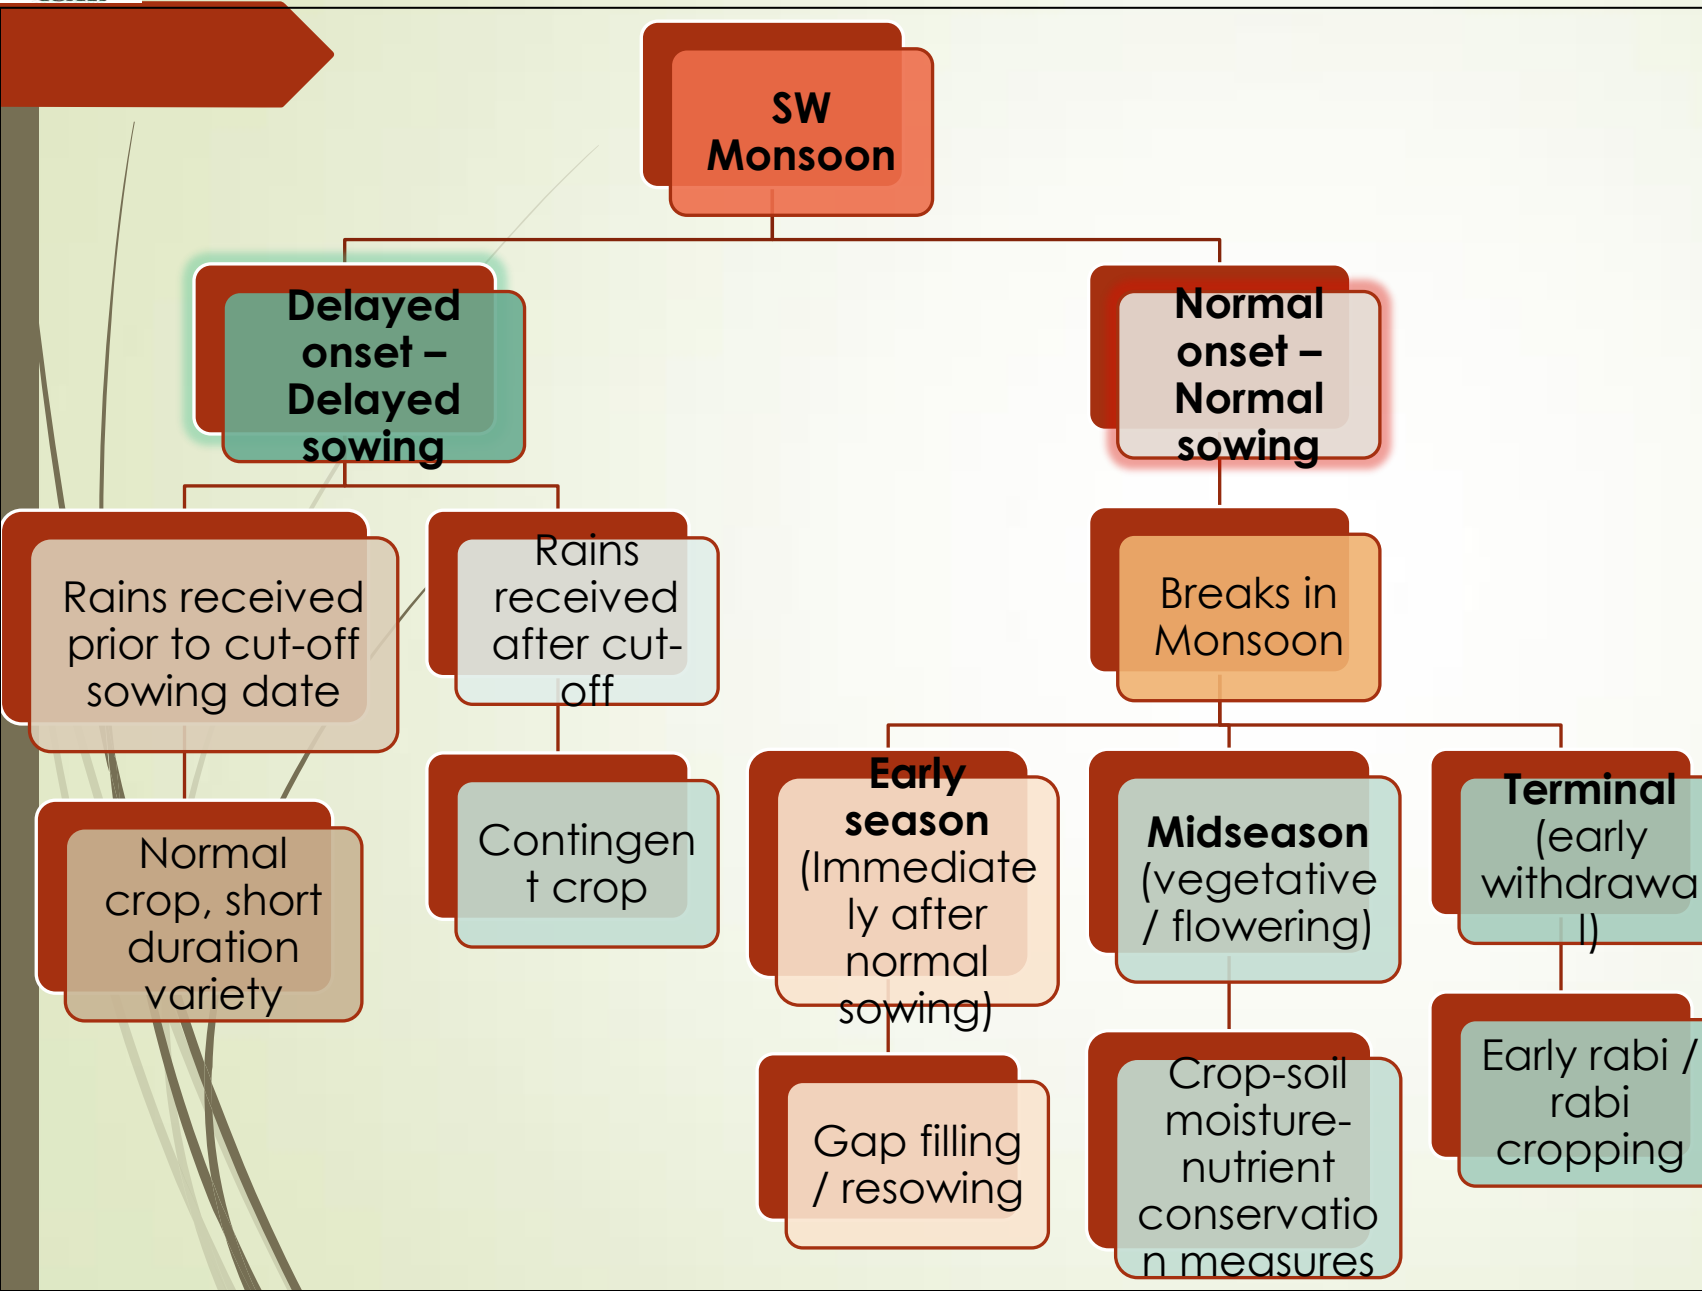 SW
Monsoon
Delayed
onset –
Delayed
sowing
Normal
onset –
Normal
sowing
Rains received
prior to cut-off
sowing date
Rains
received
after cut-
off
Breaks in
Monsoon
Normal
crop, short
duration
variety
Contingen
t crop
Early
season
(Immediate
ly after
normal
sowing)
Midseason
(vegetative
/ flowering)
Terminal
(early
withdrawa
l)
Gap filling
/ resowing
Crop-soil
moisture-
nutrient
conservatio
n measures
Early rabi /
rabi
cropping